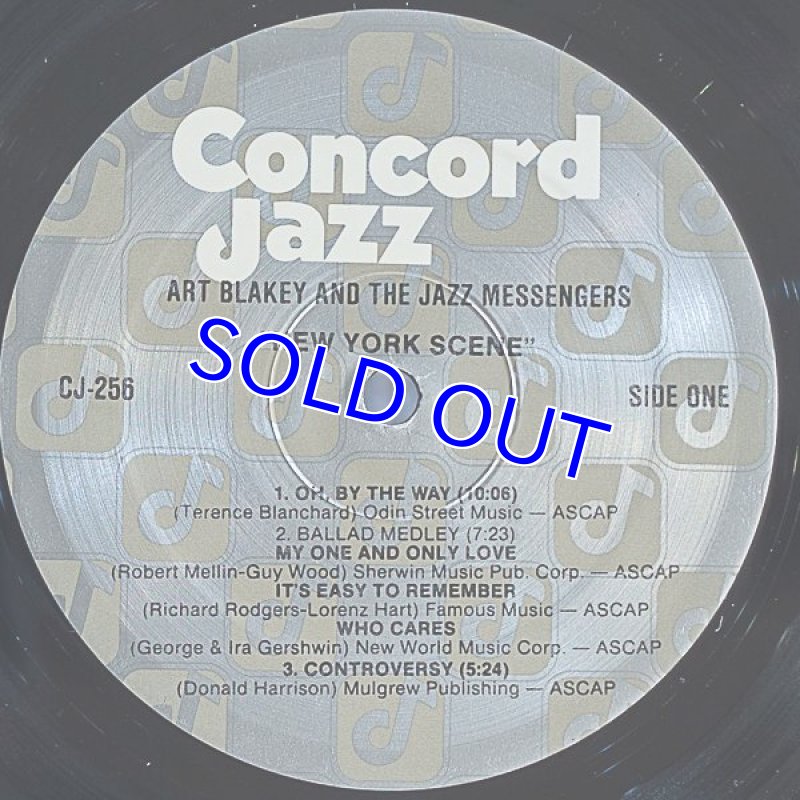 Concord
Jazz
ART BLAKEY AND THE JAZZ MESSENGERS
NEW YORK SCENE"
SOLD OUT
CJ-256
SIDE ONE
1. OH, BY THE WAY (10:06)
(Terence Blanchard) Odin Street Music — ASCAP
2. BALLAD MEDLEY (7:23)
MY ONE AND ONLY LOVE
(Robert Mellin-Guy Wood) Sherwin Music Pub. Corp. — ASCAP
IT'S EASY TO REMEMBER
(Richard Rodgers-Lorenz Hart) Famous Music — ASCAP
WHO CARES
(George & Ira Gershwin) New World Music Corp. — ASCAP
3. CONTROVERSY (5:24)
(Donald Harrison) Mulgrew Publishing — ASCAP